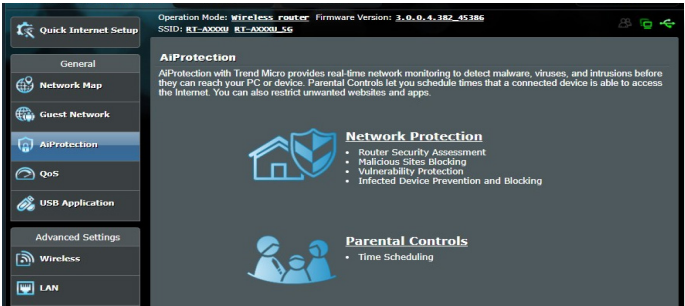 Quick Internet Setup
General
Network Map
Guest Network
AiProtection
QoS
USB Application
Advanced Settings
Wireless
LAN
Operation Mode: Wireless router Firmware Version: 3.0.0.4.382_45386
SSID: RT-AXXXU RT-AXXXU_5G
AiProtection
AiProtection with Trend Micro provides real-time network monitoring to detect malware, viruses, and intrusions before
they can reach your PC or device. Parental Controls let you schedule times that a connected device is able to access
the Internet. You can also restrict unwanted websites and apps.
Network Protection
• Router Security Assessment
• Malicious Sites Blocking
• Vulnerability Protection
• Infected Device Prevention and Blocking
Parental Controls
• Time Scheduling